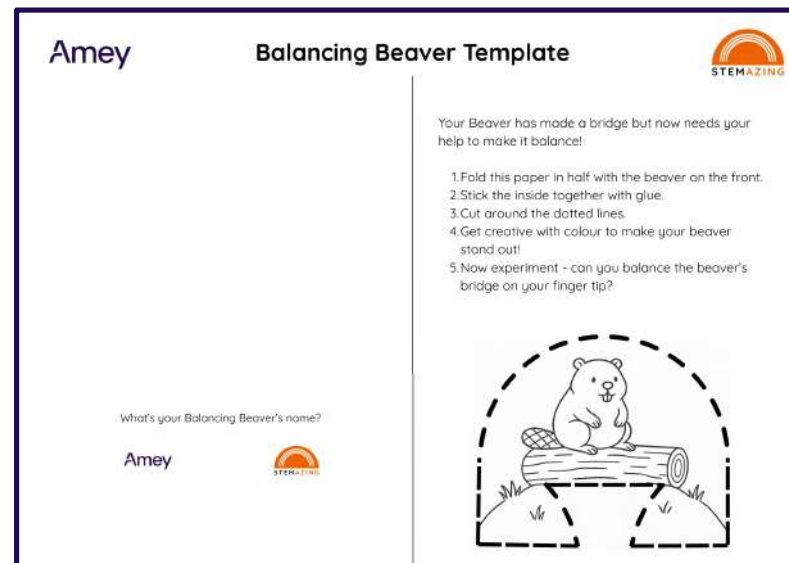 Amey
Balancing Beaver Template
STEMAZING
Your Beaver has made a bridge but now needs your
help to make it balance!
1.Fold this paper in half with the beaver on the front.
2.Stick the inside together with glue.
3.Cut around the dotted lines.
4.Get creative with colour to make your beaver
stand out!
5.Now experiment - can you balance the beaver's
bridge on your finger tip?
What's your Balancing Beaver's name?
Amey
STEMAZING